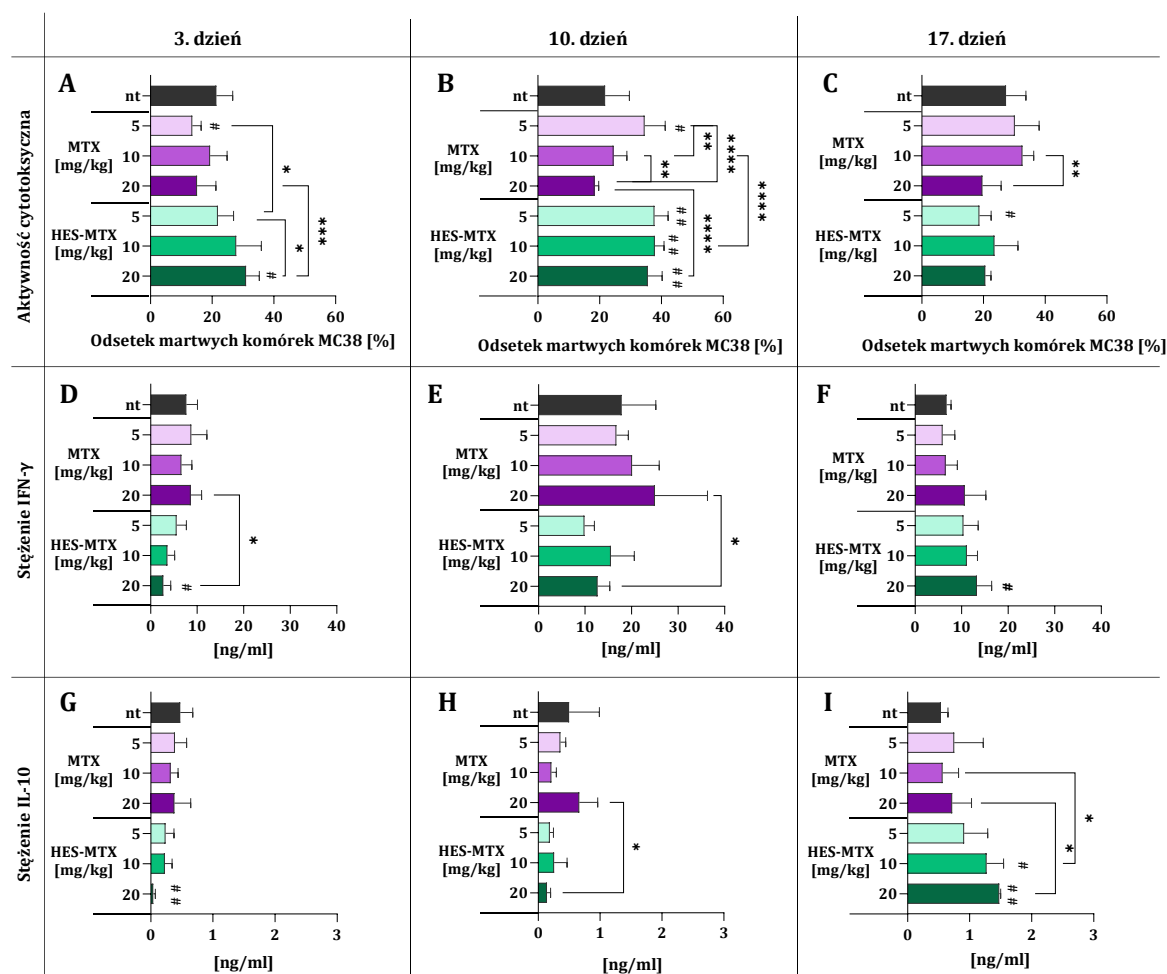 3. dzień
10. dzień
17. dzień
Aktywność cytotoksyczna
A
nt
5
MTX 10
[mg/kg]
20
*
5
HES-MTX 10
[mg/kg]
20
#
*
***
#
0 20 40 60
Odsetek martwych komórek MC38 [%]
B
nt
5
MTX 10
[mg/kg]
20
5
HES-MTX 10
[mg/kg]
20
#
**
**
****
****
****
##
##
##
0 20 40 60
Odsetek martwych komórek MC38 [%]
C
nt
5
MTX 10
[mg/kg]
20
5
HES-MTX 10
[mg/kg]
20
**
#
0 20 40 60
Odsetek martwych komórek MC38 [%]
Stężenie IFN-γ
D
nt
5
MTX 10
[mg/kg]
20
5
HES-MTX 10
[mg/kg]
20
*
#
0 10 20 30 40
[ng/ml]
E
nt
5
MTX 10
[mg/kg]
20
5
HES-MTX 10
[mg/kg]
20
*
0 10 20 30 40
[ng/ml]
F
nt
5
MTX 10
[mg/kg]
20
5
HES-MTX 10
[mg/kg]
20
#
0 10 20 30 40
[ng/ml]
Stężenie IL-10
G
nt
5
MTX 10
[mg/kg]
20
5
HES-MTX 10
[mg/kg]
20
##
0 1 2 3
[ng/ml]
H
nt
5
MTX 10
[mg/kg]
20
5
HES-MTX 10
[mg/kg]
20
*
0 1 2 3
[ng/ml]
I
nt
5
MTX 10
[mg/kg]
20
5
HES-MTX 10
[mg/kg]
20
*
*
#
##
0 1 2 3
[ng/ml]